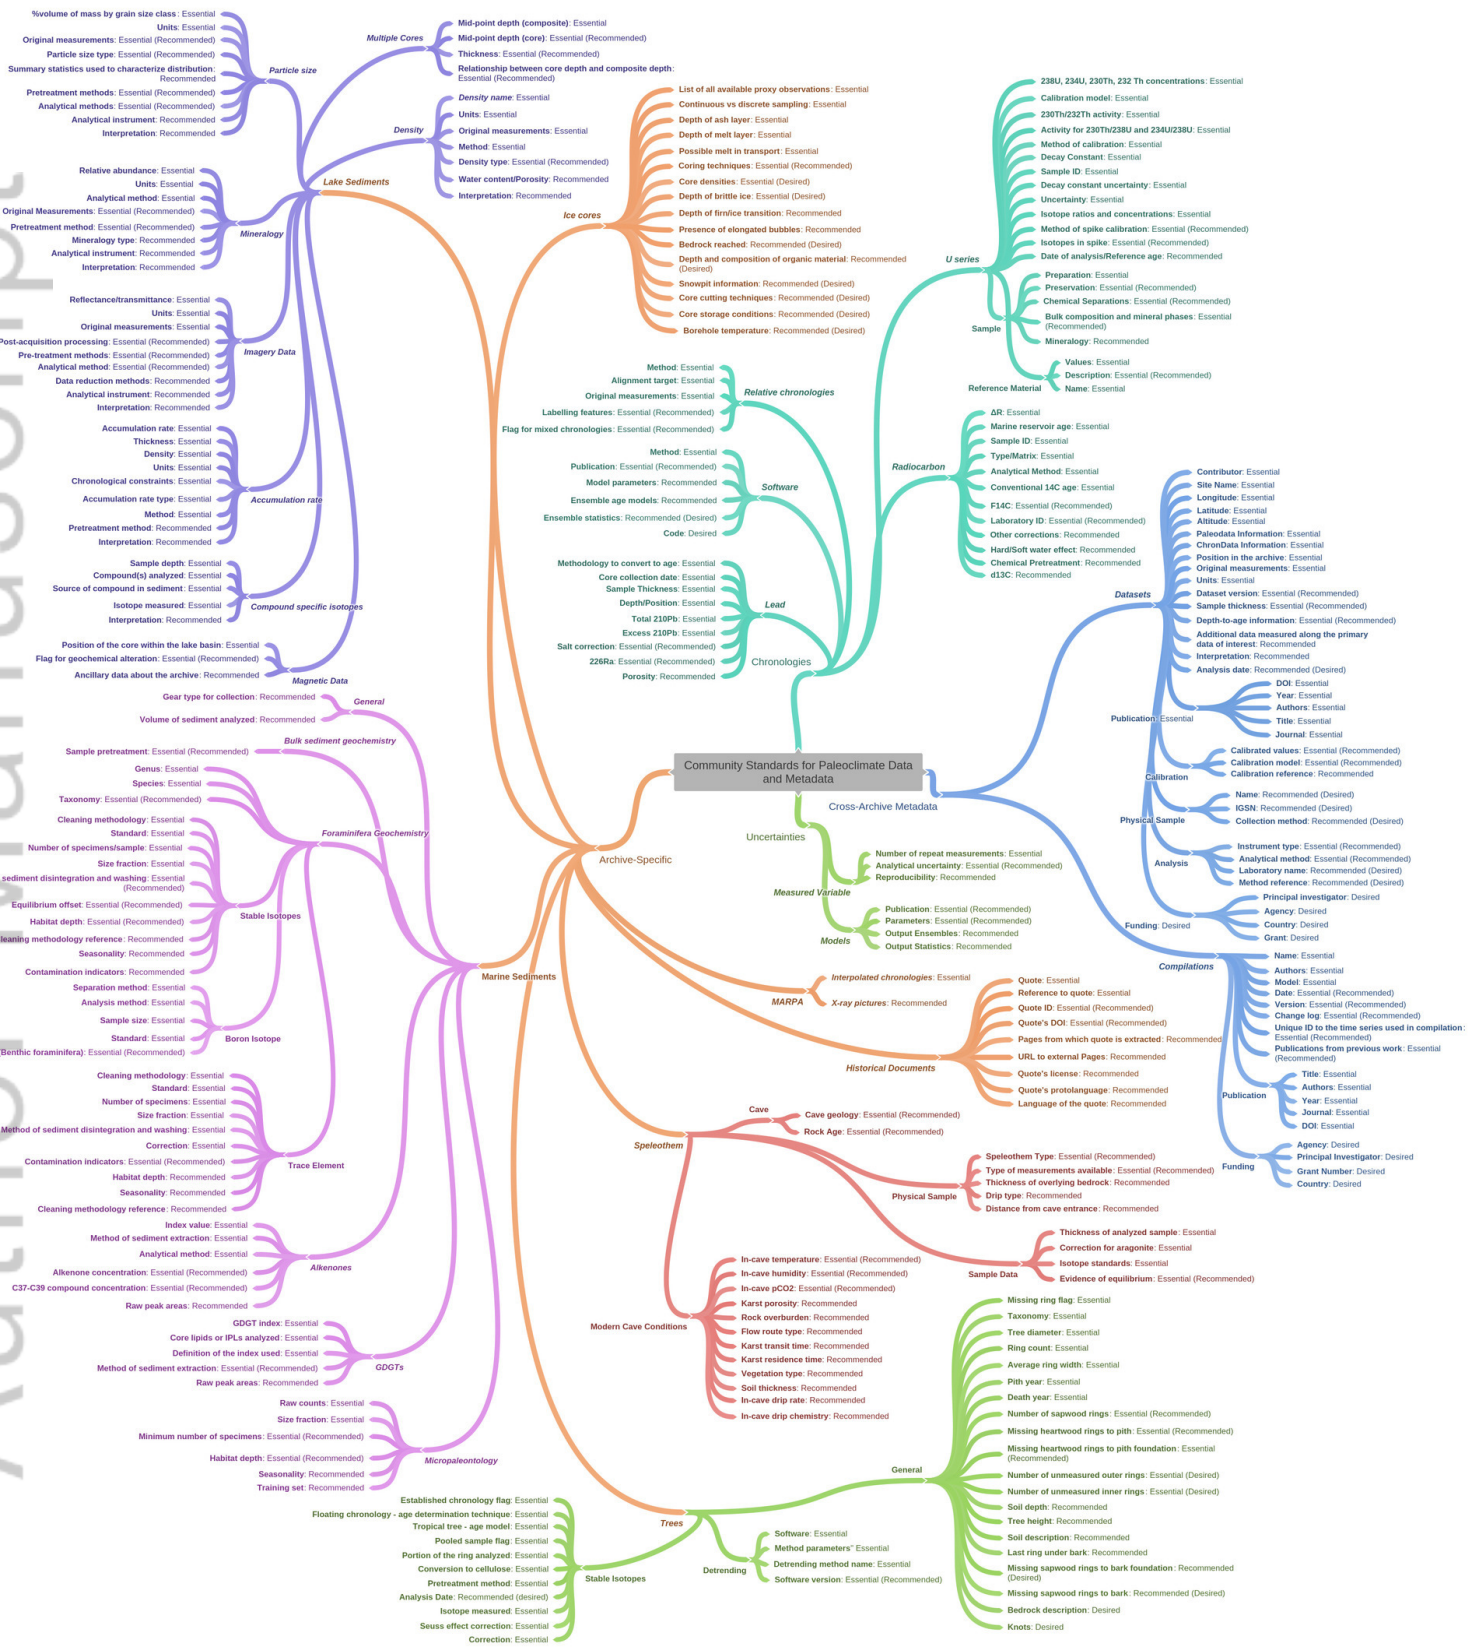 %volume of mass by grain size class: Essential
Units: Essential
Original measurements: Essential (Recommended)
Particle size type: Essential (Recommended)
Summary statistics used to characterize distribution:
Recommended
Pretreatment methods: Essential (Recommended)
Analytical methods: Essential (Recommended)
Analytical instrument: Recommended
Interpretation: Recommended
Particle size
Relative abundance: Essential
Units: Essential
Analytical method: Essential
Original Measurements: Essential (Recommended)
Pretreatment method: Essential (Recommended)
Mineralogy type: Recommended
Analytical instrument: Recommended
Interpretation: Recommended
Mineralogy
Reflectance/transmittance: Essential
Units: Essential
Original measurements: Essential
Post-acquisition processing: Essential (Recommended)
Pre-treatment methods: Essential (Recommended)
Analytical method: Essential (Recommended)
Data reduction methods: Recommended
Analytical instrument: Recommended
Interpretation: Recommended
Imagery Data
Accumulation rate: Essential
Thickness: Essential
Density: Essential
Units: Essential
Chronological constraints: Essential
Accumulation rate type: Essential
Method: Essential
Pretreatment method: Recommended
Interpretation: Recommended
Accumulation rate
Sample depth: Essential
Compound(s) analyzed: Essential
Source of compound in sediment: Essential
Isotope measured: Essential
Interpretation: Recommended
Compound specific isotopes
Position of the core within the lake basin: Essential
Flag for geochemical alteration: Essential (Recommended)
Ancillary data about the archive: Recommended
Magnetic Data
Multiple Cores
Mid-point depth (composite): Essential
Mid-point depth (core): Essential (Recommended)
Thickness: Essential (Recommended)
Relationship between core depth and composite depth:
Essential (Recommended)
Density
Density name: Essential
Units: Essential
Original measurements: Essential
Method: Essential
Density type: Essential (Recommended)
Water content/Porosity: Recommended
Interpretation: Recommended
Lake Sediments
Ice cores
List of all available proxy observations: Essential
Continuous vs discrete sampling: Essential
Depth of ash layer: Essential
Depth of melt layer: Essential
Possible melt in transport: Essential
Coring techniques: Essential (Recommended)
Core densities: Essential (Desired)
Depth of brittle ice: Essential (Desired)
Depth of firn/ice transition: Recommended
Presence of elongated bubbles: Recommended
Bedrock reached: Recommended (Desired)
Depth and composition of organic material: Recommended
(Desired)
Snowpit information: Recommended (Desired)
Core cutting techniques: Recommended (Desired)
Core storage conditions: Recommended (Desired)
Borehole temperature: Recommended (Desired)
U series
238U, 234U, 230Th, 232 Th concentrations: Essential
Calibration model: Essential
230Th/232Th activity: Essential
Activity for 230Th/238U and 234U/238U: Essential
Method of calibration: Essential
Decay Constant: Essential
Sample ID: Essential
Decay constant uncertainty: Essential
Uncertainty: Essential
Isotope ratios and concentrations: Essential
Method of spike calibration: Essential (Recommended)
Isotopes in spike: Essential (Recommended)
Date of analysis/Reference age: Recommended
Sample
Preparation: Essential
Preservation: Essential (Recommended)
Chemical Separations: Essential (Recommended)
Bulk composition and mineral phases: Essential
(Recommended)
Mineralogy: Recommended
Reference Material
Values: Essential
Description: Essential (Recommended)
Name: Essential
Method: Essential
Alignment target: Essential
Original measurements: Essential
Labelling features: Essential (Recommended)
Flag for mixed chronologies: Essential (Recommended)
Relative chronologies
Method: Essential
Publication: Essential (Recommended)
Model parameters: Recommended
Ensemble age models: Recommended
Ensemble statistics: Recommended (Desired)
Code: Desired
Software
Methodology to convert to age: Essential
Core collection date: Essential
Sample Thickness: Essential
Depth/Position: Essential
Total 210Pb: Essential
Excess 210Pb: Essential
Salt correction: Essential (Recommended)
226Ra: Essential (Recommended)
Porosity: Recommended
Lead
Chronologies
Radiocarbon
ΔR: Essential
Marine reservoir age: Essential
Sample ID: Essential
Type/Matrix: Essential
Analytical Method: Essential
Conventional 14C age: Essential
F14C: Essential (Recommended)
Laboratory ID: Essential (Recommended)
Other corrections: Recommended
Hard/Soft water effect: Recommended
Chemical Pretreatment: Recommended
d13C: Recommended
Datasets
Contributor: Essential
Site Name: Essential
Longitude: Essential
Latitude: Essential
Altitude: Essential
Paleodata Information: Essential
ChronData Information: Essential
Position in the archive: Essential
Original measurements: Essential
Units: Essential
Dataset version: Essential (Recommended)
Sample thickness: Essential (Recommended)
Depth-to-age information: Essential (Recommended)
Additional data measured along the primary
data of interest: Recommended
Interpretation: Recommended
Analysis date: Recommended (Desired)
Publication: Essential
DOI: Essential
Year: Essential
Authors: Essential
Title: Essential
Journal: Essential
Calibration
Calibrated values: Essential (Recommended)
Calibration model: Essential (Recommended)
Calibration reference: Recommended
Physical Sample
Name: Recommended (Desired)
IGSN: Recommended (Desired)
Collection method: Recommended (Desired)
Analysis
Instrument type: Essential (Recommended)
Analytical method: Essential (Recommended)
Laboratory name: Recommended (Desired)
Method reference: Recommended (Desired)
Funding: Desired
Principal investigator: Desired
Agency: Desired
Country: Desired
Grant: Desired
Compilations
Name: Essential
Authors: Essential
Model: Essential
Date: Essential (Recommended)
Version: Essential (Recommended)
Change log: Essential (Recommended)
Unique ID to the time series used in compilation:
Essential (Recommended)
Publications from previous work: Essential
(Recommended)
Publication
Title: Essential
Authors: Essential
Year: Essential
Journal: Essential
DOI: Essential
Funding
Agency: Desired
Principal Investigator: Desired
Grant Number: Desired
Country: Desired
Community Standards for Paleoclimate Data
and Metadata
Cross-Archive Metadata
Uncertainties
Measured Variable
Number of repeat measurements: Essential
Analytical uncertainty: Essential (Recommended)
Reproducibility: Recommended
Models
Publication: Essential (Recommended)
Parameters: Essential (Recommended)
Output Ensembles: Recommended
Output Statistics: Recommended
Archive-Specific
Gear type for collection: Recommended
Volume of sediment analyzed: Recommended
General
Bulk sediment geochemistry
Sample pretreatment: Essential (Recommended)
Genus: Essential
Species: Essential
Taxonomy: Essential (Recommended)
Foraminifera Geochemistry
Cleaning methodology: Essential
Standard: Essential
Number of specimens/sample: Essential
Size fraction: Essential
sediment disintegration and washing: Essential
(Recommended)
Equilibrium offset: Essential (Recommended)
Habitat depth: Essential (Recommended)
leaning methodology reference: Recommended
Seasonality: Recommended
Contamination indicators: Recommended
Stable Isotopes
Separation method: Essential
Analysis method: Essential
Sample size: Essential
Standard: Essential
(Benthic foraminifera): Essential (Recommended)
Boron Isotope
Cleaning methodology: Essential
Standard: Essential
Number of specimens: Essential
Size fraction: Essential
Method of sediment disintegration and washing: Essential
Correction: Essential
Contamination indicators: Essential (Recommended)
Habitat depth: Recommended
Seasonality: Recommended
Cleaning methodology reference: Recommended
Trace Element
Index value: Essential
Method of sediment extraction: Essential
Analytical method: Essential
Alkenone concentration: Essential (Recommended)
C37-C39 compound concentration: Essential (Recommended)
Raw peak areas: Recommended
Alkenones
GDGT index: Essential
Core lipids or IPLs analyzed: Essential
Definition of the index used: Essential
Method of sediment extraction: Essential (Recommended)
Raw peak areas: Recommended
GDGTs
Raw counts: Essential
Size fraction: Essential
Minimum number of specimens: Essential (Recommended)
Habitat depth: Essential (Recommended)
Seasonality: Recommended
Training set: Recommended
Micropaleontology
Marine Sediments
MARPA
Interpolated chronologies: Essential
X-ray pictures: Recommended
Historical Documents
Quote: Essential
Reference to quote: Essential
Quote ID: Essential (Recommended)
Quote's DOI: Essential (Recommended)
Pages from which quote is extracted: Recommended
URL to external Pages: Recommended
Quote's license: Recommended
Quote's protolanguage: Recommended
Language of the quote: Recommended
Speleothem
Cave
Cave geology: Essential (Recommended)
Rock Age: Essential (Recommended)
Physical Sample
Speleothem Type: Essential (Recommended)
Type of measurements available: Essential (Recommended)
Thickness of overlying bedrock: Recommended
Drip type: Recommended
Distance from cave entrance: Recommended
Sample Data
Thickness of analyzed sample: Essential
Correction for aragonite: Essential
Isotope standards: Essential
Evidence of equilibrium: Essential (Recommended)
Modern Cave Conditions
In-cave temperature: Essential (Recommended)
In-cave humidity: Essential (Recommended)
In-cave pCO2: Essential (Recommended)
Karst porosity: Recommended
Rock overburden: Recommended
Flow route type: Recommended
Karst transit time: Recommended
Karst residence time: Recommended
Vegetation type: Recommended
Soil thickness: Recommended
In-cave drip rate: Recommended
In-cave drip chemistry: Recommended
Trees
General
Missing ring flag: Essential
Taxonomy: Essential
Tree diameter: Essential
Ring count: Essential
Average ring width: Essential
Pith year: Essential
Death year: Essential
Number of sapwood rings: Essential (Recommended)
Missing heartwood rings to pith: Essential (Recommended)
Missing heartwood rings to pith foundation: Essential
(Recommended)
Number of unmeasured outer rings: Essential (Desired)
Number of unmeasured inner rings: Essential (Desired)
Soil depth: Recommended
Tree height: Recommended
Soil description: Recommended
Last ring under bark: Recommended
Missing sapwood rings to bark foundation: Recommended
(Desired)
Missing sapwood rings to bark: Recommended (Desired)
Bedrock description: Desired
Knots: Desired
Detrending
Software: Essential
Method parameters" Essential
Detrending method name: Essential
Software version: Essential (Recommended)
Established chronology flag: Essential
Floating chronology - age determination technique: Essential
Tropical tree - age model: Essential
Pooled sample flag: Essential
Portion of the ring analyzed: Essential
Conversion to cellulose: Essential
Pretreatment method: Essential
Analysis Date: Recommended (desired)
Isotope measured: Essential
Seuss effect correction: Essential
Correction: Essential
Stable Isotopes